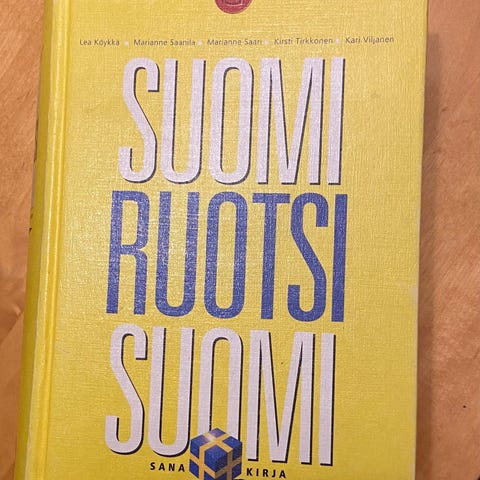 Lea Köykkä Marianne Saanila Marianne Saari Kirsti Tirkkonen Kari Viljanen
SUOMI
RUOTSI
SUOMI
SANA KIRJA